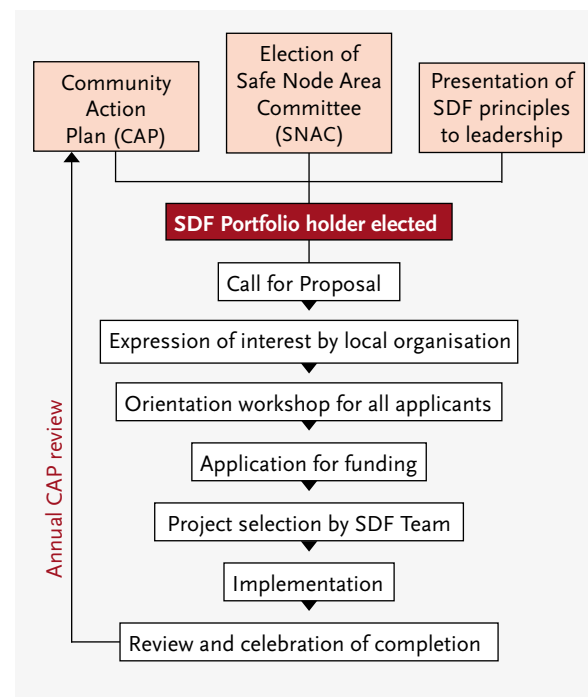 Community
Action
Plan (CAP)
Election of
Safe Node Area
Committee
(SNAC)
Presentation of
SDF principles
to leadership
SDF Portfolio holder elected
Call for Proposal
Expression of interest by local organisation
Orientation workshop for all applicants
Application for funding
Project selection by SDF Team
Implementation
Review and celebration of completion
Annual CAP review